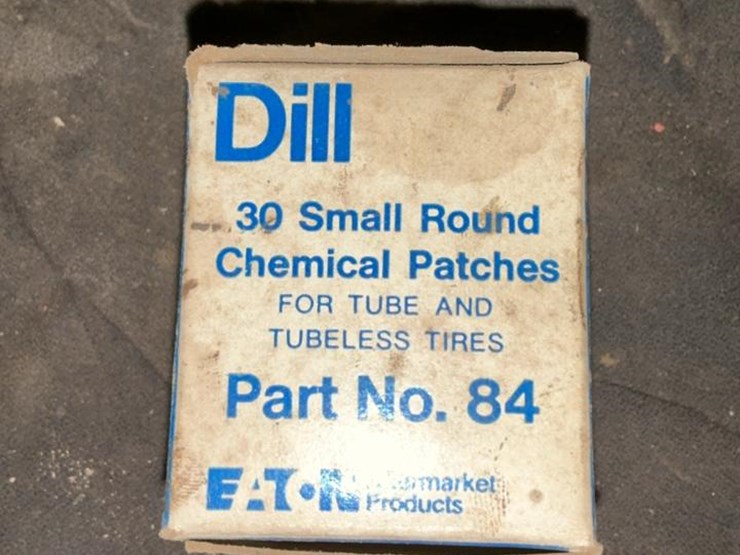 Dill
30 Small Round
Chemical Patches
FOR TUBE AND
TUBELESS TIRES
Part No. 84
EATON
Products